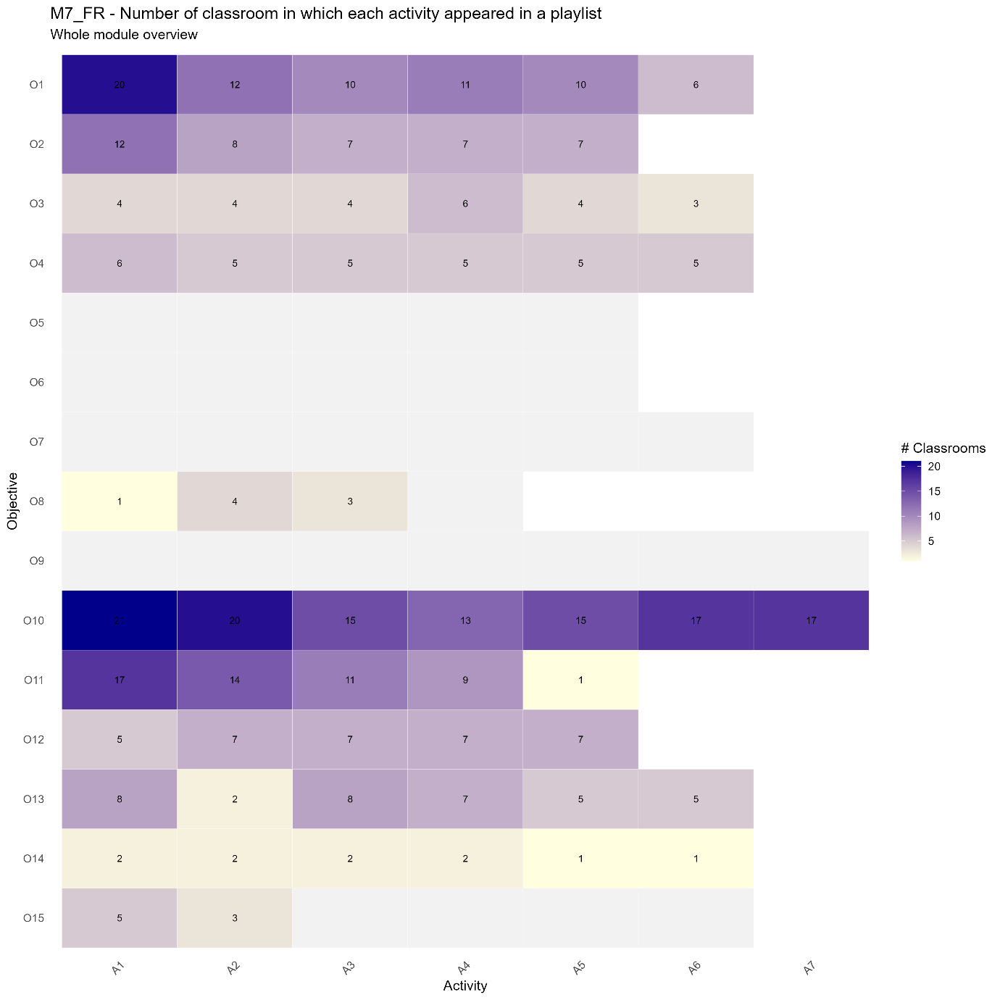 M7_FR - Number of classroom in which each activity appeared in a playlist
Whole module overview
O1 20 12 10 11 10 6
O2 12 8 7 7 7
O3 4 4 4 6 4 3
O4 6 5 5 5 5 5
O5
O6
O7
O8 1 4 3
O9
O10 21 20 15 13 15 17 17
O11 17 14 11 9 1
O12 5 7 7 7 7
O13 8 2 8 7 5 5
O14 2 2 2 2 1 1
O15 5 3
A1 A2 A3 A4 A5 A6 A7
Activity
Objective
# Classrooms
20
15
10
5